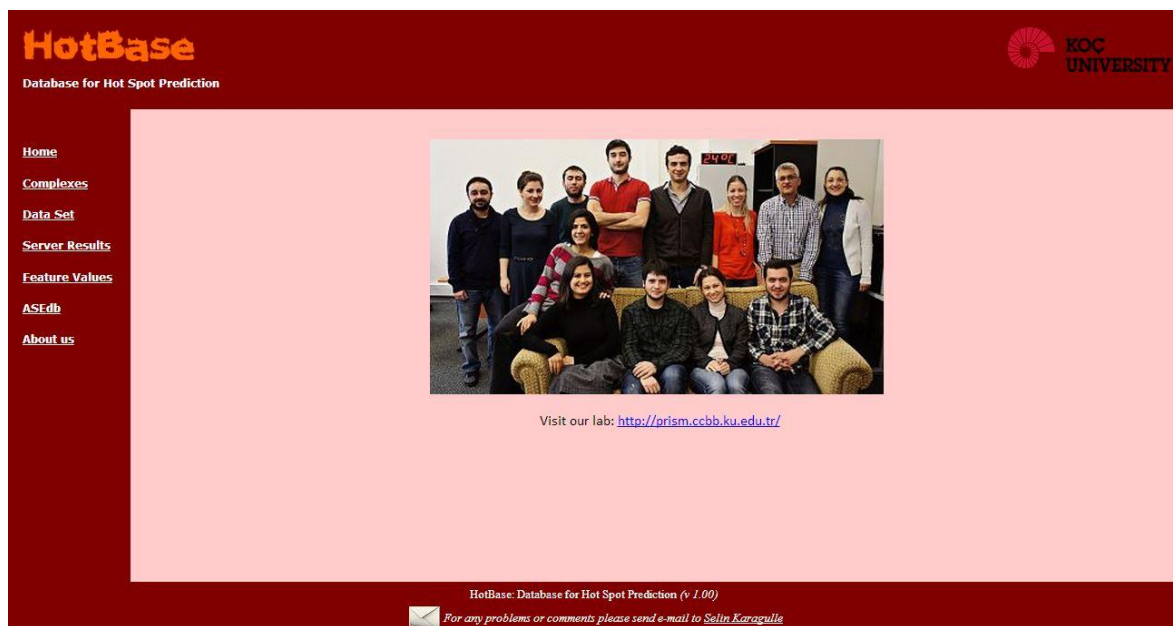 HotBase
Database for Hot Spot Prediction
KOÇ
UNIVERSITY
Home
Complexes
Data Set
Server Results
Feature Values
ASEdb
About us
24°C
Visit our lab: http://prism.ccbb.ku.edu.tr/
HotBase: Database for Hot Spot Prediction (v 1.00)
For any problems or comments please send e-mail to Selin Karagulle